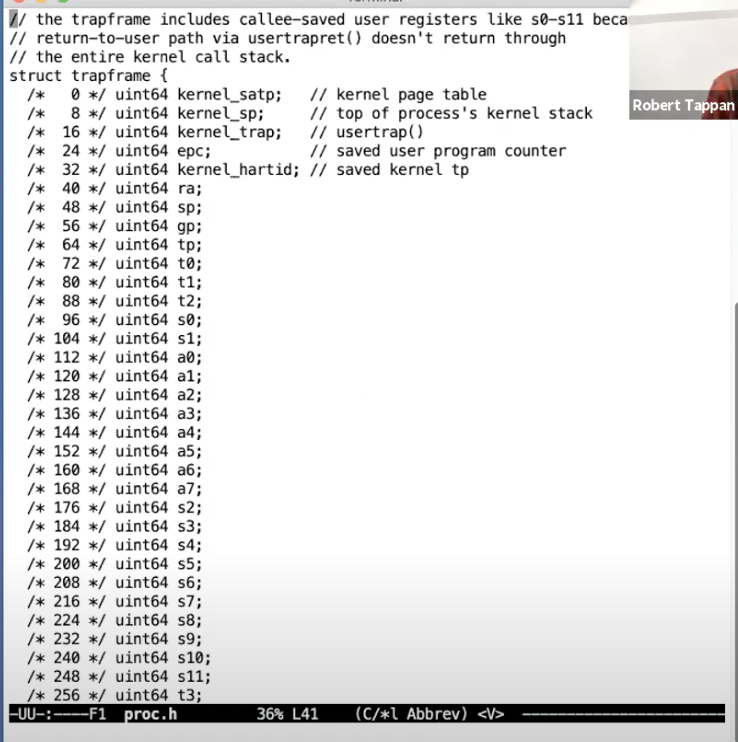 // the trapframe includes callee-saved user registers like s0-s11 beca
// return-to-user path via usertrapret() doesn't return through
// the entire kernel call stack.
struct trapframe {
/*   0 */ uint64 kernel_satp;   // kernel page table
/*   8 */ uint64 kernel_sp;     // top of process's kernel stack
/*  16 */ uint64 kernel_trap;   // usertrap()
/*  24 */ uint64 epc;           // saved user program counter
/*  32 */ uint64 kernel_hartid; // saved kernel tp
/*  40 */ uint64 ra;
/*  48 */ uint64 sp;
/*  56 */ uint64 gp;
/*  64 */ uint64 tp;
/*  72 */ uint64 t0;
/*  80 */ uint64 t1;
/*  88 */ uint64 t2;
/*  96 */ uint64 s0;
/* 104 */ uint64 s1;
/* 112 */ uint64 a0;
/* 120 */ uint64 a1;
/* 128 */ uint64 a2;
/* 136 */ uint64 a3;
/* 144 */ uint64 a4;
/* 152 */ uint64 a5;
/* 160 */ uint64 a6;
/* 168 */ uint64 a7;
/* 176 */ uint64 s2;
/* 184 */ uint64 s3;
/* 192 */ uint64 s4;
/* 200 */ uint64 s5;
/* 208 */ uint64 s6;
/* 216 */ uint64 s7;
/* 224 */ uint64 s8;
/* 232 */ uint64 s9;
/* 240 */ uint64 s10;
/* 248 */ uint64 s11;
/* 256 */ uint64 t3;
-UU-:----F1  proc.h         36% L41    (C/*l Abbrev) <V>
Robert Tappan